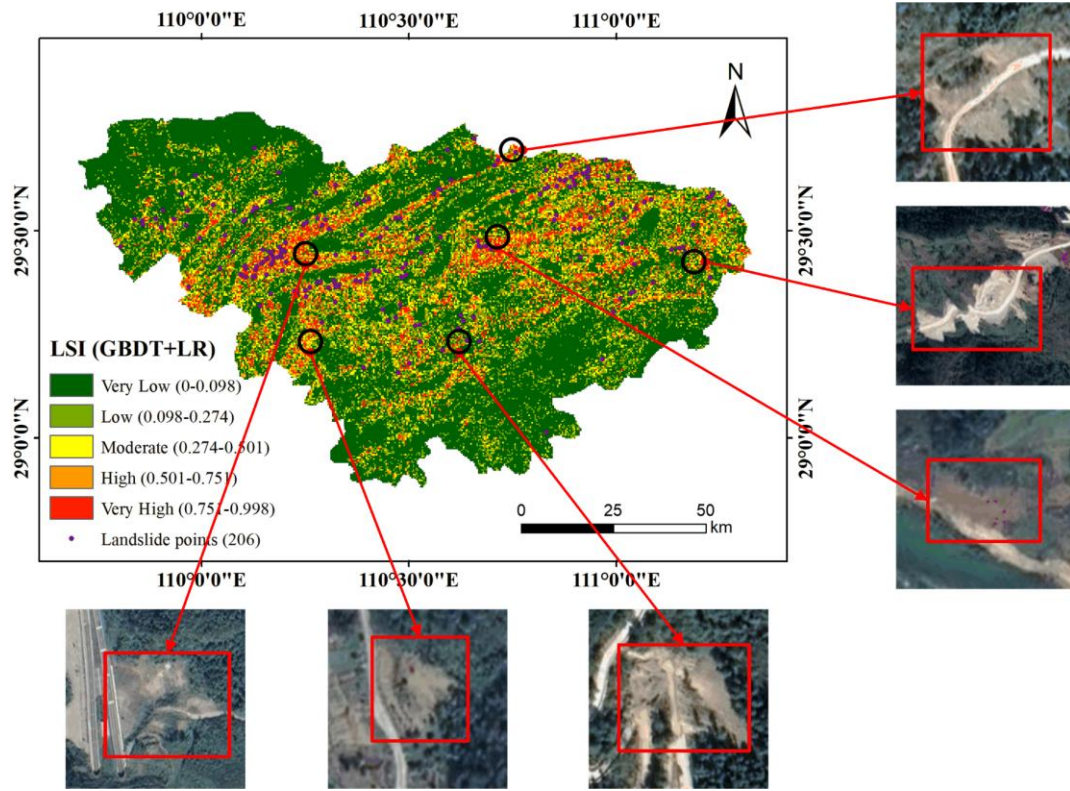 110°0'0"E 110°30'0"E 111°0'0"E
N
29°30'0"N
29°30'0"N
29°0'0"N
29°0'0"N
LSI (GBDT+LR)
Very Low (0-0.098)
Low (0.098-0.274)
Moderate (0.274-0.501)
High (0.501-0.751)
Very High (0.751-0.998)
Landslide points (206)
0 25 50
km
110°0'0"E 110°30'0"E 111°0'0"E